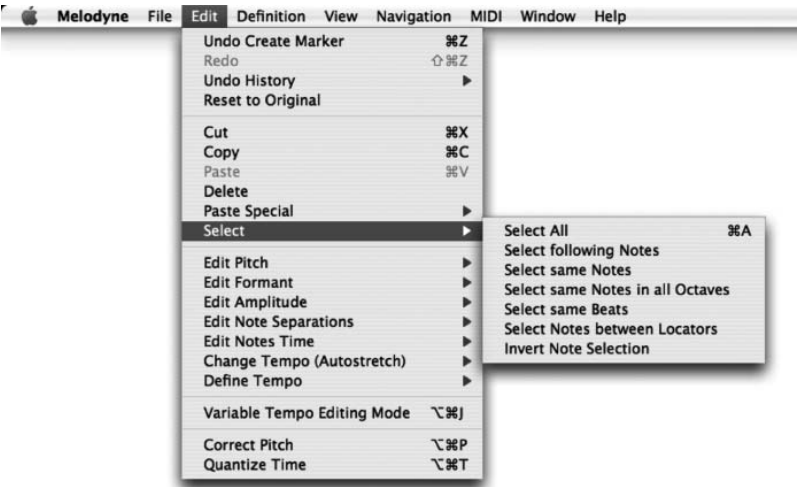 Melodyne File Edit Definition View Navigation MIDI Window Help
Undo Create Marker ⌘Z
Redo ⇧⌘Z
Undo History
Reset to Original
Cut ⌘X
Copy ⌘C
Paste ⌘V
Delete
Paste Special
Select
Select All ⌘A
Select following Notes
Select same Notes
Select same Notes in all Octaves
Select same Beats
Select Notes between Locators
Invert Note Selection
Edit Pitch
Edit Formant
Edit Amplitude
Edit Note Separations
Edit Notes Time
Change Tempo (Autostretch)
Define Tempo
Variable Tempo Editing Mode ⌥⌘J
Correct Pitch ⌥⌘P
Quantize Time ⌥⌘T